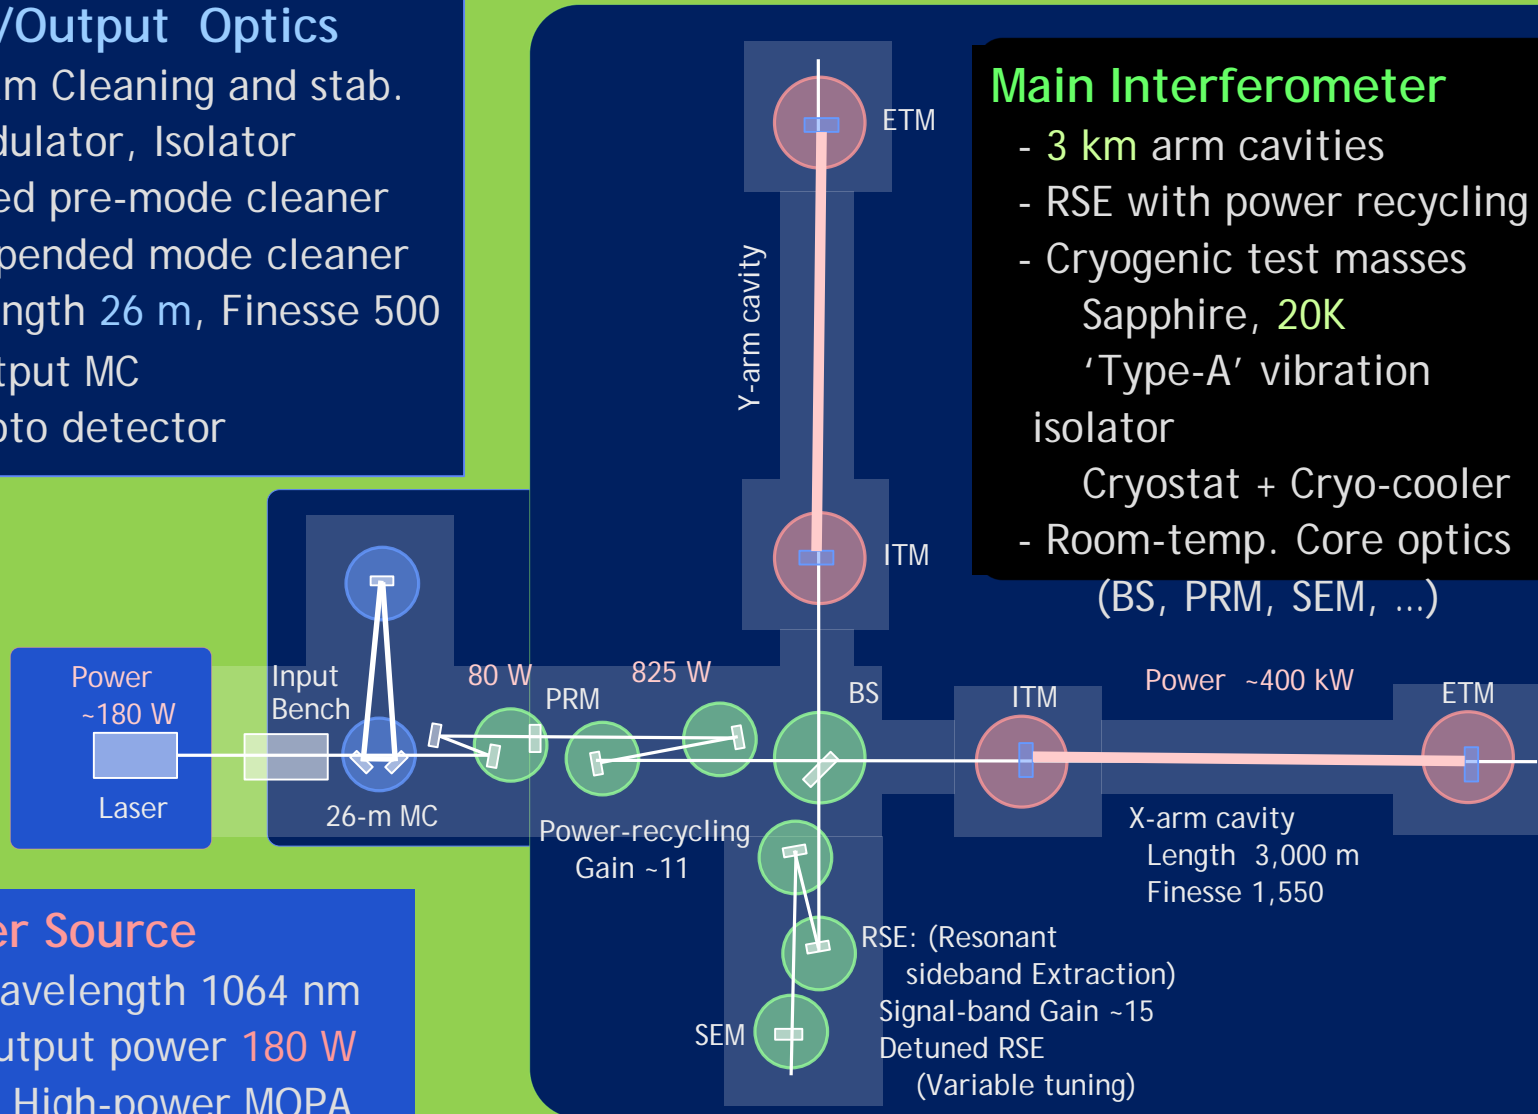 /Output Optics
m Cleaning and stab.
dulator, Isolator
ed pre-mode cleaner
pended mode cleaner
ngth 26 m, Finesse 500
tput MC
oto detector
Main Interferometer
- 3 km arm cavities
- RSE with power recycling
- Cryogenic test masses
Sapphire, 20K
‘Type-A’ vibration
isolator
Cryostat + Cryo-cooler
- Room-temp. Core optics
(BS, PRM, SEM, …)
ETM
Y-arm cavity
ITM
Power
~180 W
Laser
Input
Bench
26-m MC
80 W
PRM
825 W
BS
ITM
Power ~400 kW
ETM
Power-recycling
Gain ~11
X-arm cavity
Length 3,000 m
Finesse 1,550
RSE: (Resonant
sideband Extraction)
Signal-band Gain ~15
Detuned RSE
(Variable tuning)
SEM
er Source
avelength 1064 nm
utput power 180 W
High-power MOPA